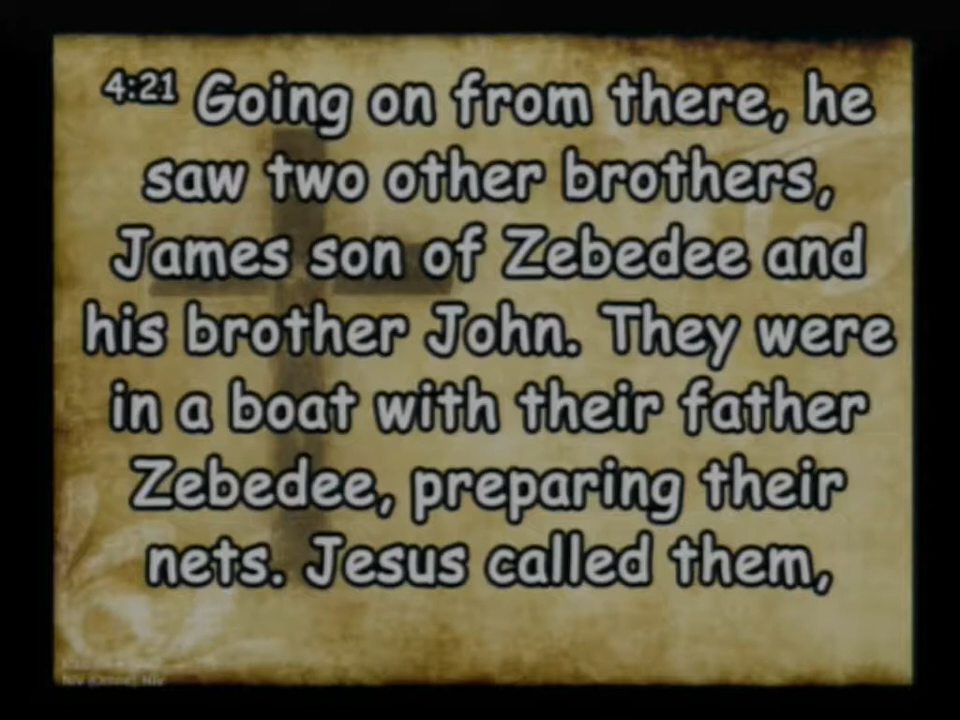 4:21 Going on from there, he
saw two other brothers,
James son of Zebedee and
his brother John. They were
in a boat with their father
Zebedee, preparing their
nets. Jesus called them,